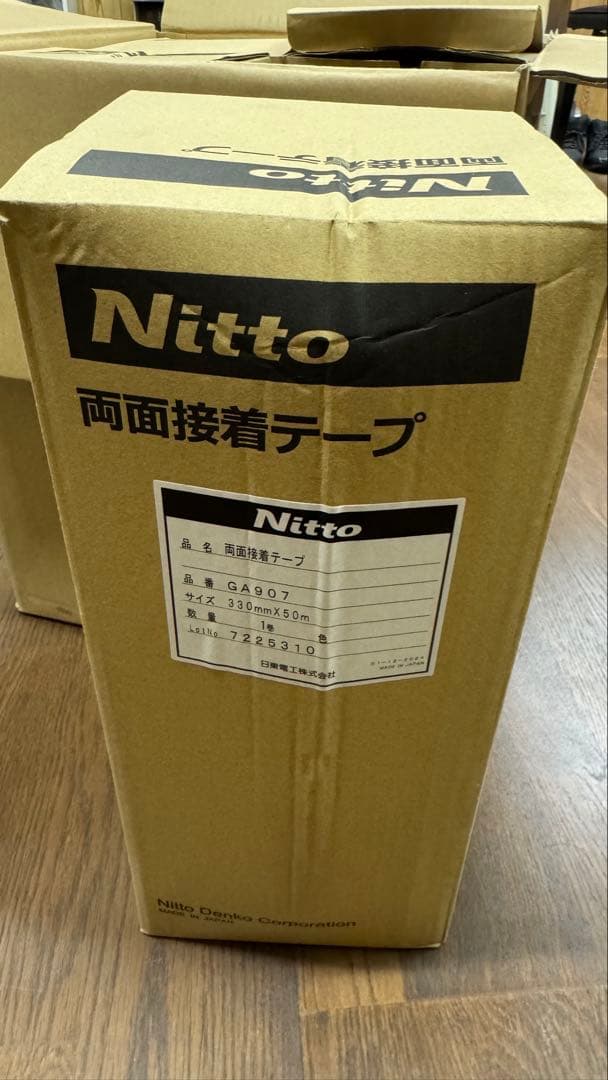 両面接着テープ
Nitto
Nitto
両面接着テープ
Nitto
品名 両面接着テープ
品番 GA907
サイズ 330mmX50m
数量 1巻 色
LotNo 7225310
MADE IN JAPAN
日東電工株式会社
Nitto Denko Corporation
MADE IN JAPAN